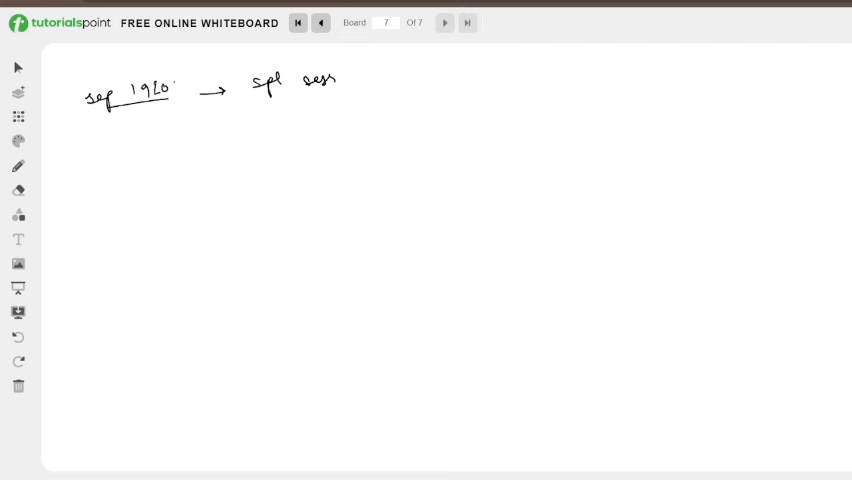 tutorialspoint FREE ONLINE WHITEBOARD Board 7 Of 7
sep 1920 → spl sess